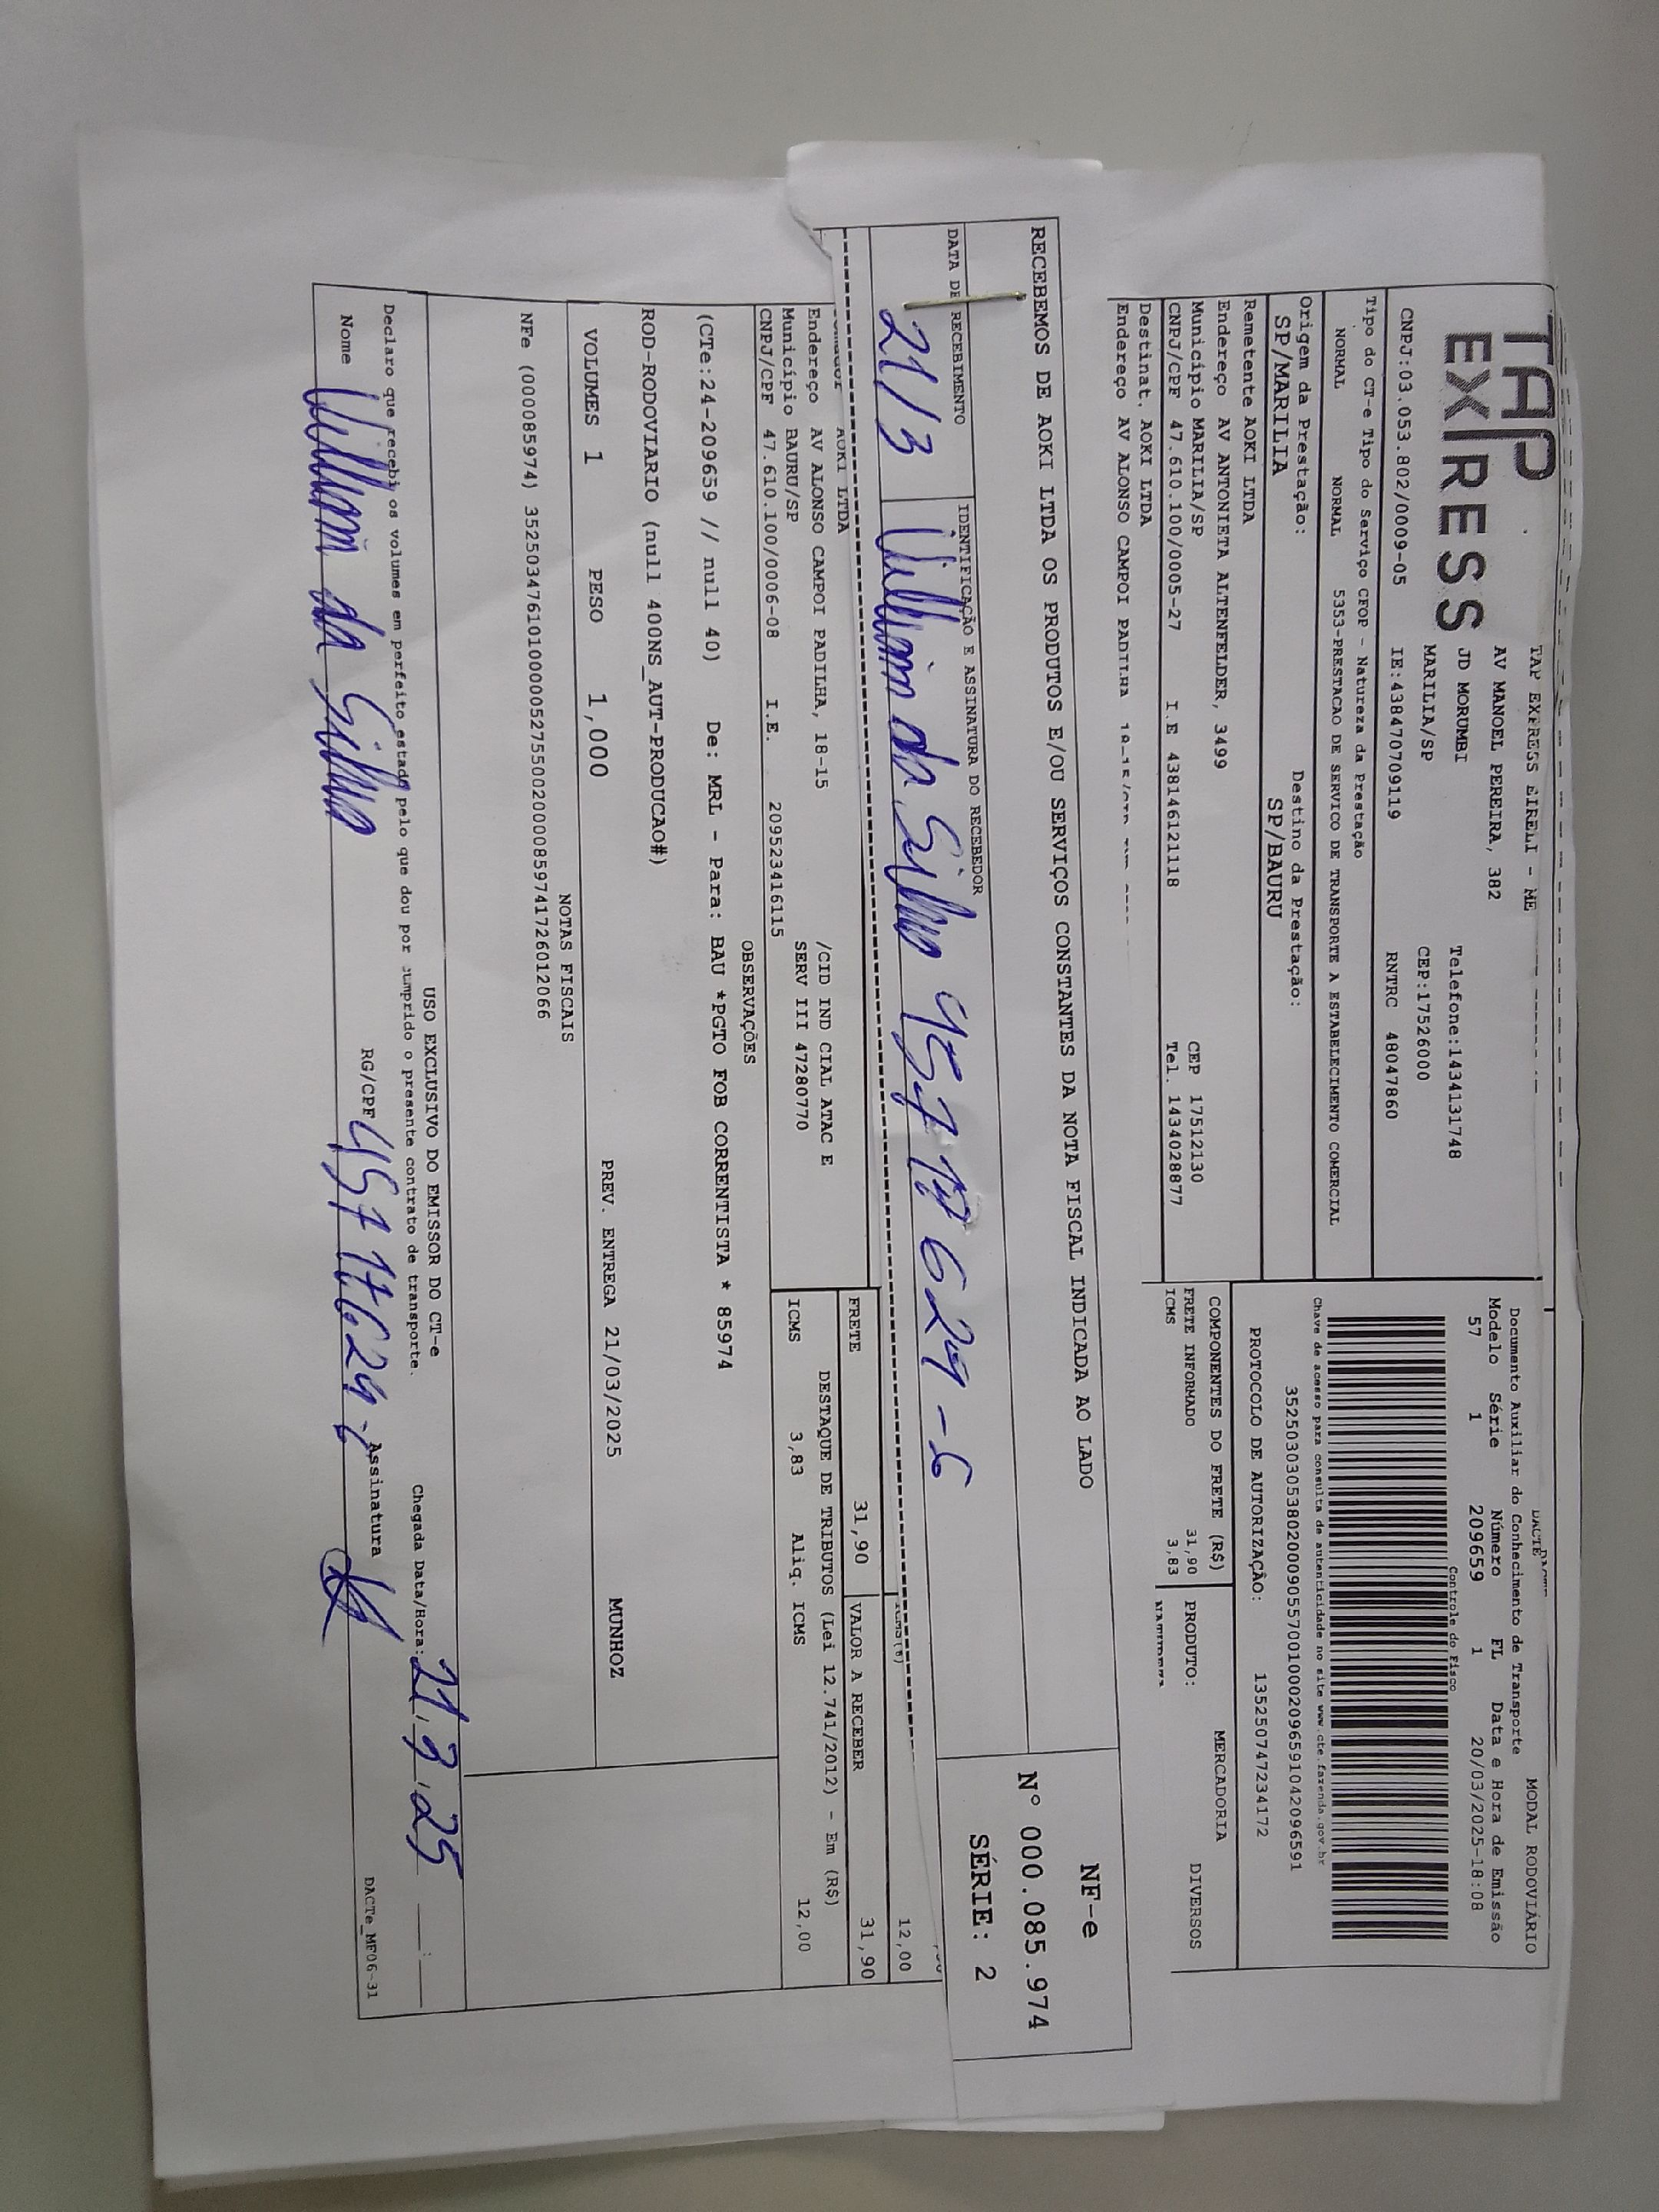 TAP
EXPRESS
TAP EXPRESS EIRELI - ME
AV MANOEL PEREIRA, 382
JD MORUMBI
Telefone:1434131748
MARILIA/SP
CEP:17526000
CNPJ:03.053.802/0009-05
IE:438470709119
RNTRC 48047860
DACTE
MODAL RODOVIÁRIO
Documento Auxiliar do Conhecimento de Transporte
Modelo Série Número FL Data e Hora de Emissão
57 1 209659 1 20/03/2025-18:08
Controle do Fisco
Chave de acesso para consulta de autenticidade no site www.cte.fazenda.gov.br
35250303053802000905570010002096591042096591
PROTOCOLO DE AUTORIZAÇÃO: 135250747234172
Tipo do CT-e Tipo do Serviço CFOP - Natureza da Prestação
NORMAL NORMAL 5353-PRESTACAO DE SERVICO DE TRANSPORTE A ESTABELECIMENTO COMERCIAL
Origem da Prestação: Destino da Prestação:
SP/MARILIA SP/BAURU
Remetente AOKI LTDA
Endereço AV ANTONIETA ALTENFELDER, 3499
Município MARILIA/SP CEP 17512130
CNPJ/CPF 47.610.100/0005-27 I.E 438146121118 Tel. 1434028877
Destinat. AOKI LTDA
Endereço AV ALONSO CAMPOI PADILHA
COMPONENTES DO FRETE (R$)
FRETE INFORMADO 31,90
ICMS 3,83
MERCADORIA
PRODUTO: DIVERSOS
RECEBEMOS DE AOKI LTDA OS PRODUTOS E/OU SERVIÇOS CONSTANTES DA NOTA FISCAL INDICADA AO LADO
NF-e
Nº 000.085.974
SÉRIE: 2
DATA DE RECEBIMENTO
21/3
IDENTIFICAÇÃO E ASSINATURA DO RECEBEDOR
da Silva
AOKI LTDA
Endereço AV ALONSO CAMPOI PADILHA, 18-15
/CID IND CIAL ATAC E
Município BAURU/SP
SERV III 47280770
CNPJ/CPF 47.610.100/0006-08 I.E. 209523416115
12,00
FRETE 31,90
VALOR A RECEBER 31,90
DESTAQUE DE TRIBUTOS (Lei 12.741/2012) - Em (R$)
ICMS 3,83 Aliq. ICMS 12,00
OBSERVAÇÕES
(CTe:24-209659 // null 40) De: MRL - Para: BAU *PGTO FOB CORRENTISTA * 85974
ROD-RODOVIARIO (null 400NS_AUT-PRODUCAO#)
VOLUMES 1 PESO 1,000 PREV. ENTREGA 21/03/2025 MUNHOZ
NOTAS FISCAIS
NFe (000085974) 35250347610100000527550020000859741726012066
USO EXCLUSIVO DO EMISSOR DO CT-e
Declaro que recebi os volumes em perfeito estado pelo que dou por cumprido o presente contrato de transporte.
Chegada Data/Hora: 21/3/25
Nome da Silva
RG/CPF
Assinatura
DACTe_MF06-31